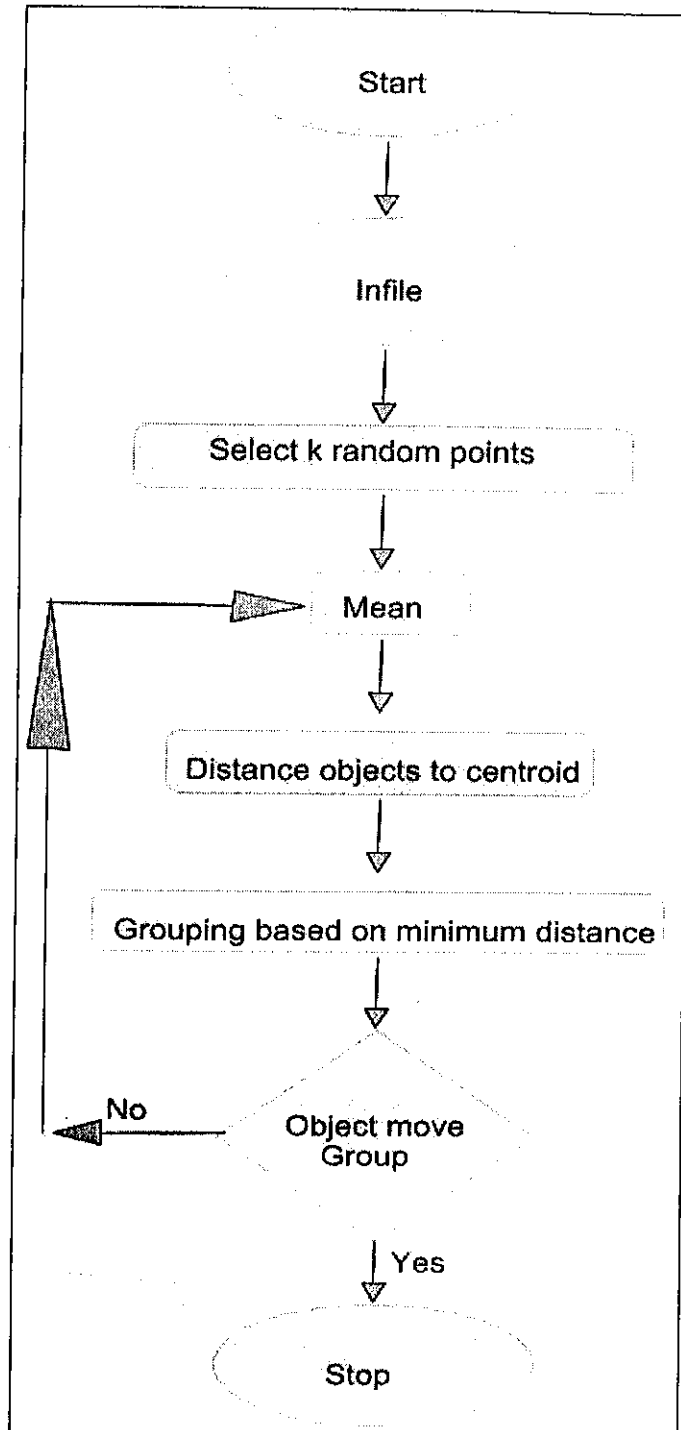 Start
Infile
Select k random points
Mean
Distance objects to centroid
Grouping based on minimum distance
No
Object move
Group
Yes
Stop